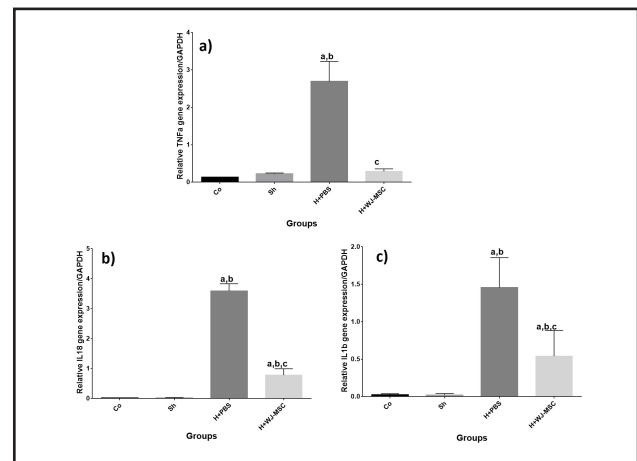 a)
Relative TNFa gene expression/GAPDH
4
3
2
1
0
a,b
c
Co
Sh
H+PBS
H+WJ-MSC
Groups
b)
Relative IL18 gene expression/GAPDH
5
4
3
2
1
0
a,b
a,b,c
Co
Sh
H+PBS
H+WJ-MSC
Groups
c)
Relative IL1b gene expression/GAPDH
2.0
1.5
1.0
0.5
0.0
a,b
a,b,c
Co
Sh
H+PBS
H+WJ-MSC
Groups